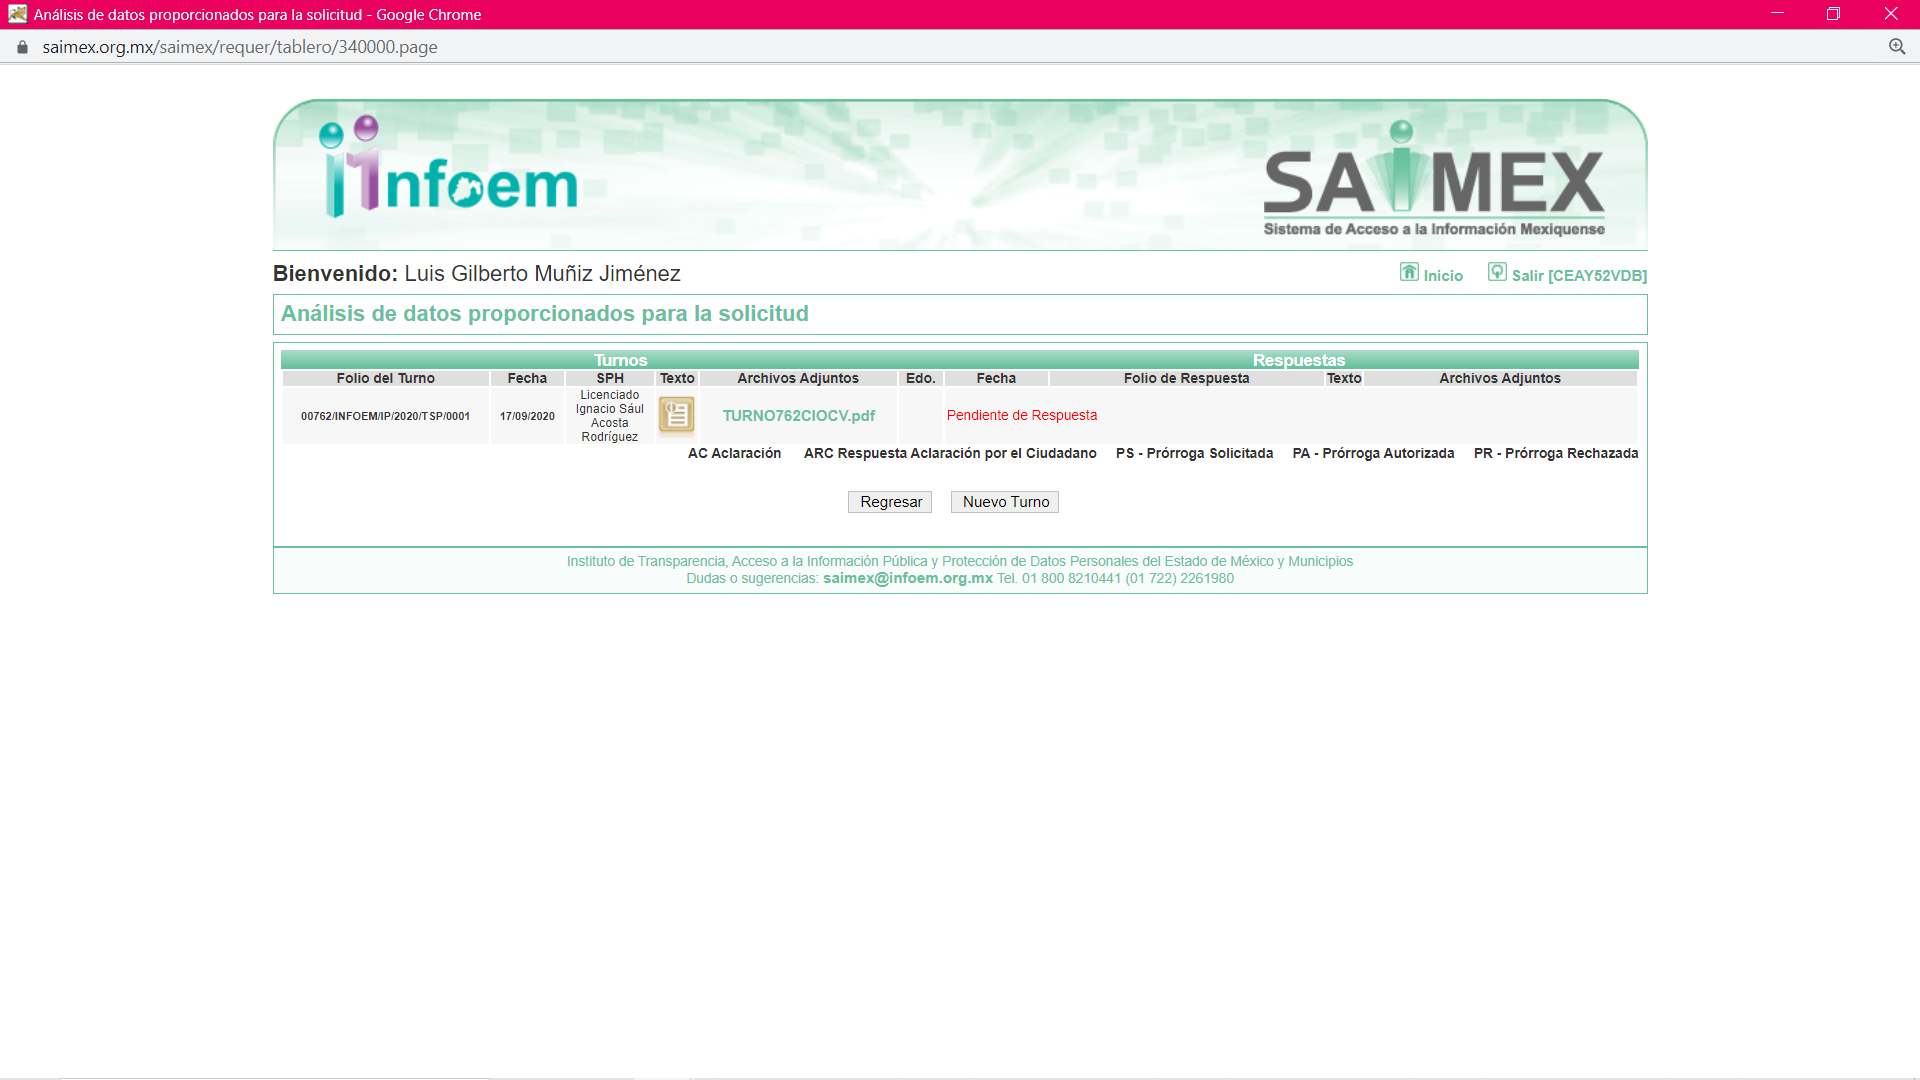 Análisis de datos proporcionados para la solicitud - Google Chrome
saimex.org.mx/saimex/requer/tablero/340000.page
infoem
SAIMEX
Sistema de Acceso a la Información Mexiquense
Bienvenido: Luis Gilberto Muñiz Jiménez
Inicio Salir [CEAY52VDB]
Análisis de datos proporcionados para la solicitud
Turnos Respuestas
Folio del Turno Fecha SPH Texto Archivos Adjuntos Edo. Fecha Folio de Respuesta Texto Archivos Adjuntos
00762/INFOEM/IP/2020/TSP/0001 17/09/2020 Licenciado
Ignacio Sául
Acosta
Rodríguez
TURNO762CIOCV.pdf Pendiente de Respuesta
AC Aclaración ARC Respuesta Aclaración por el Ciudadano PS - Prórroga Solicitada PA - Prórroga Autorizada PR - Prórroga Rechazada
Regresar Nuevo Turno
Instituto de Transparencia, Acceso a la Información Pública y Protección de Datos Personales del Estado de México y Municipios
Dudas o sugerencias: saimex@infoem.org.mx Tel. 01 800 8210441 (01 722) 2261980